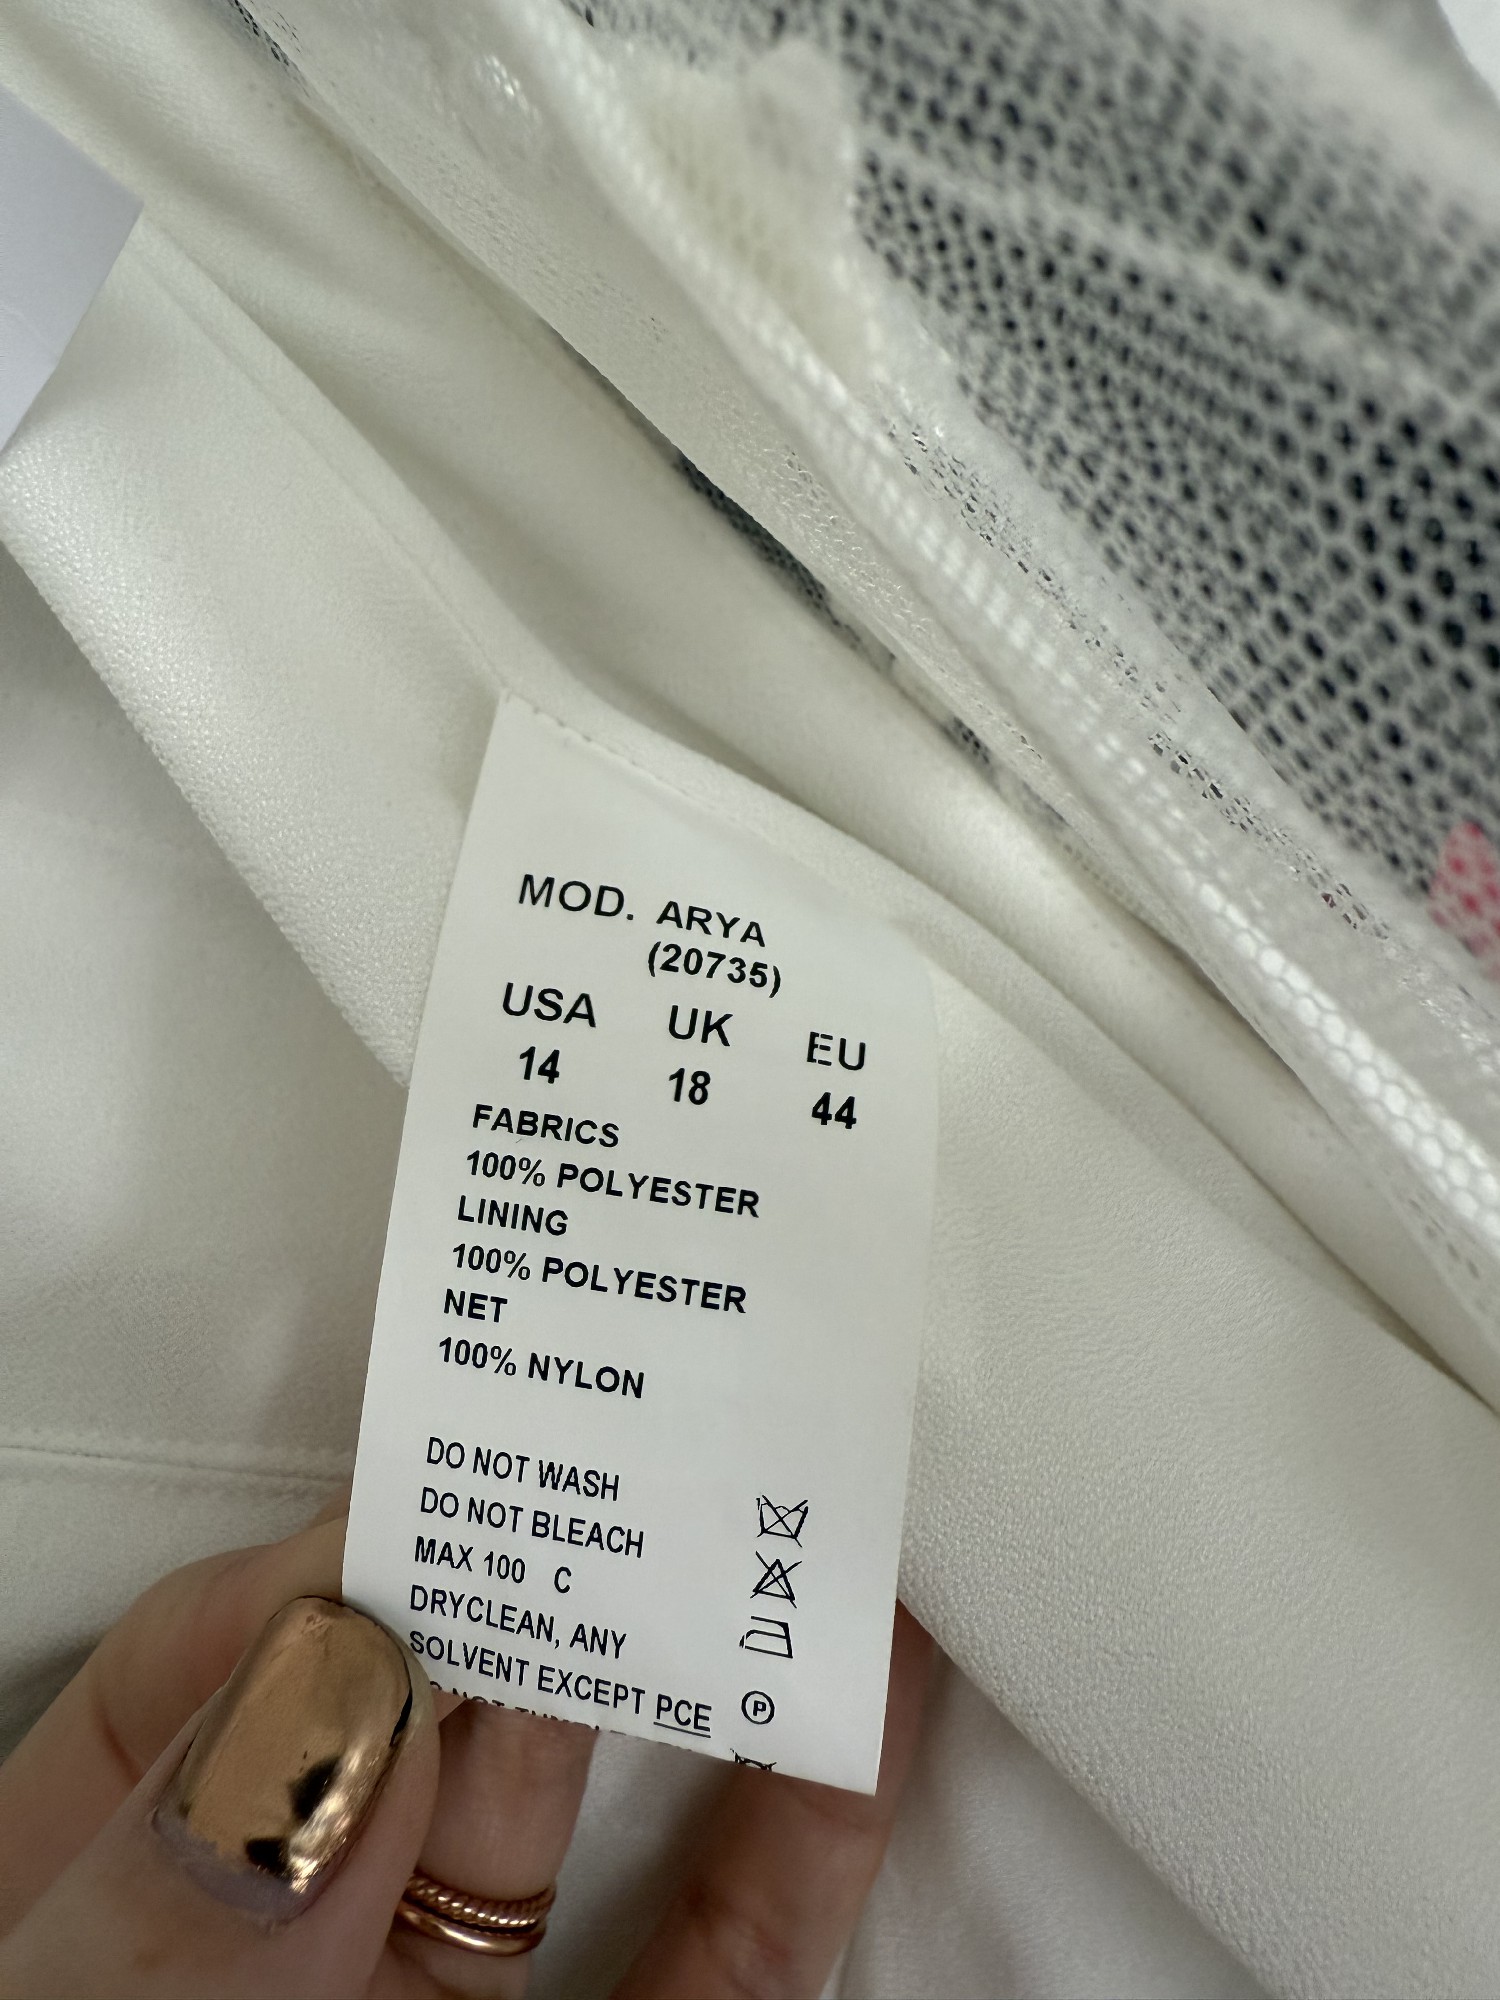 MOD. ARYA
(20735)
USA UK EU
14 18 44
FABRICS
100% POLYESTER
LINING
100% POLYESTER
NET
100% NYLON
DO NOT WASH
DO NOT BLEACH
MAX 100 C
DRYCLEAN, ANY
SOLVENT EXCEPT PCE
P